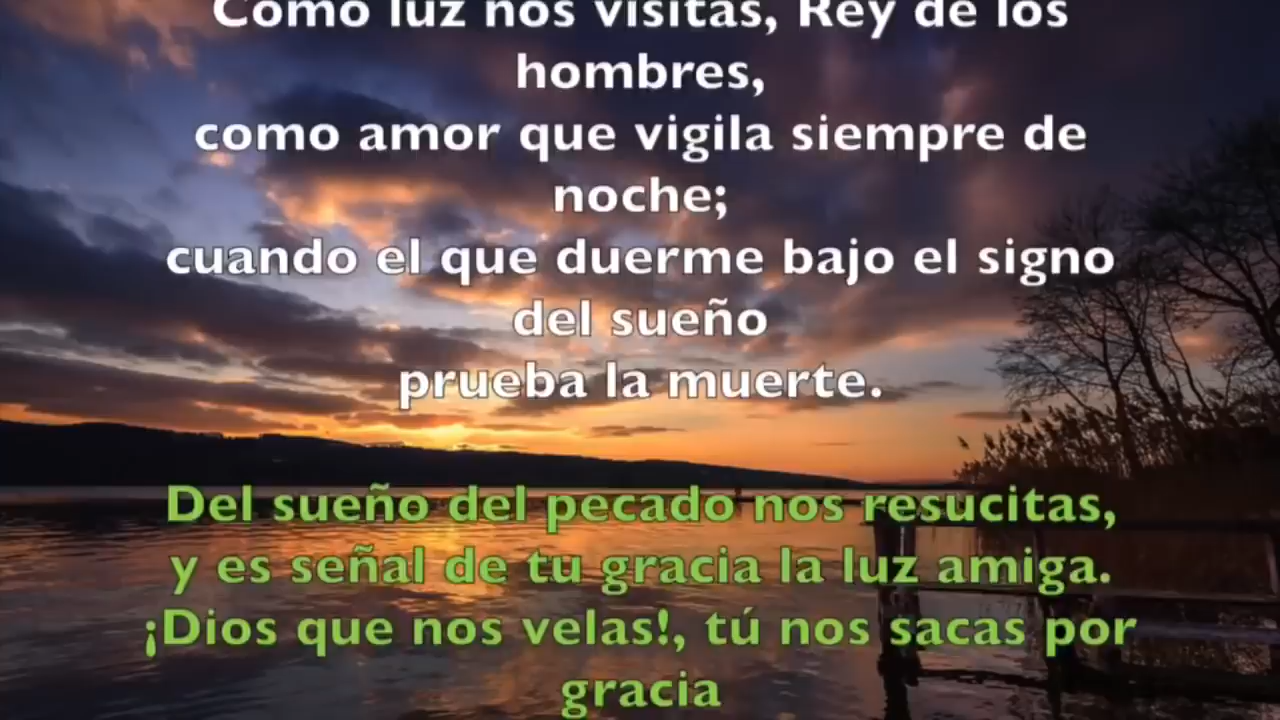 Como luz nos visitas, Rey de los
hombres,
como amor que vigila siempre de
noche;
cuando el que duerme bajo el signo
del sueño
prueba la muerte.
Del sueño del pecado nos resucitas,
y es señal de tu gracia la luz amiga.
¡Dios que nos velas!, tú nos sacas por
gracia